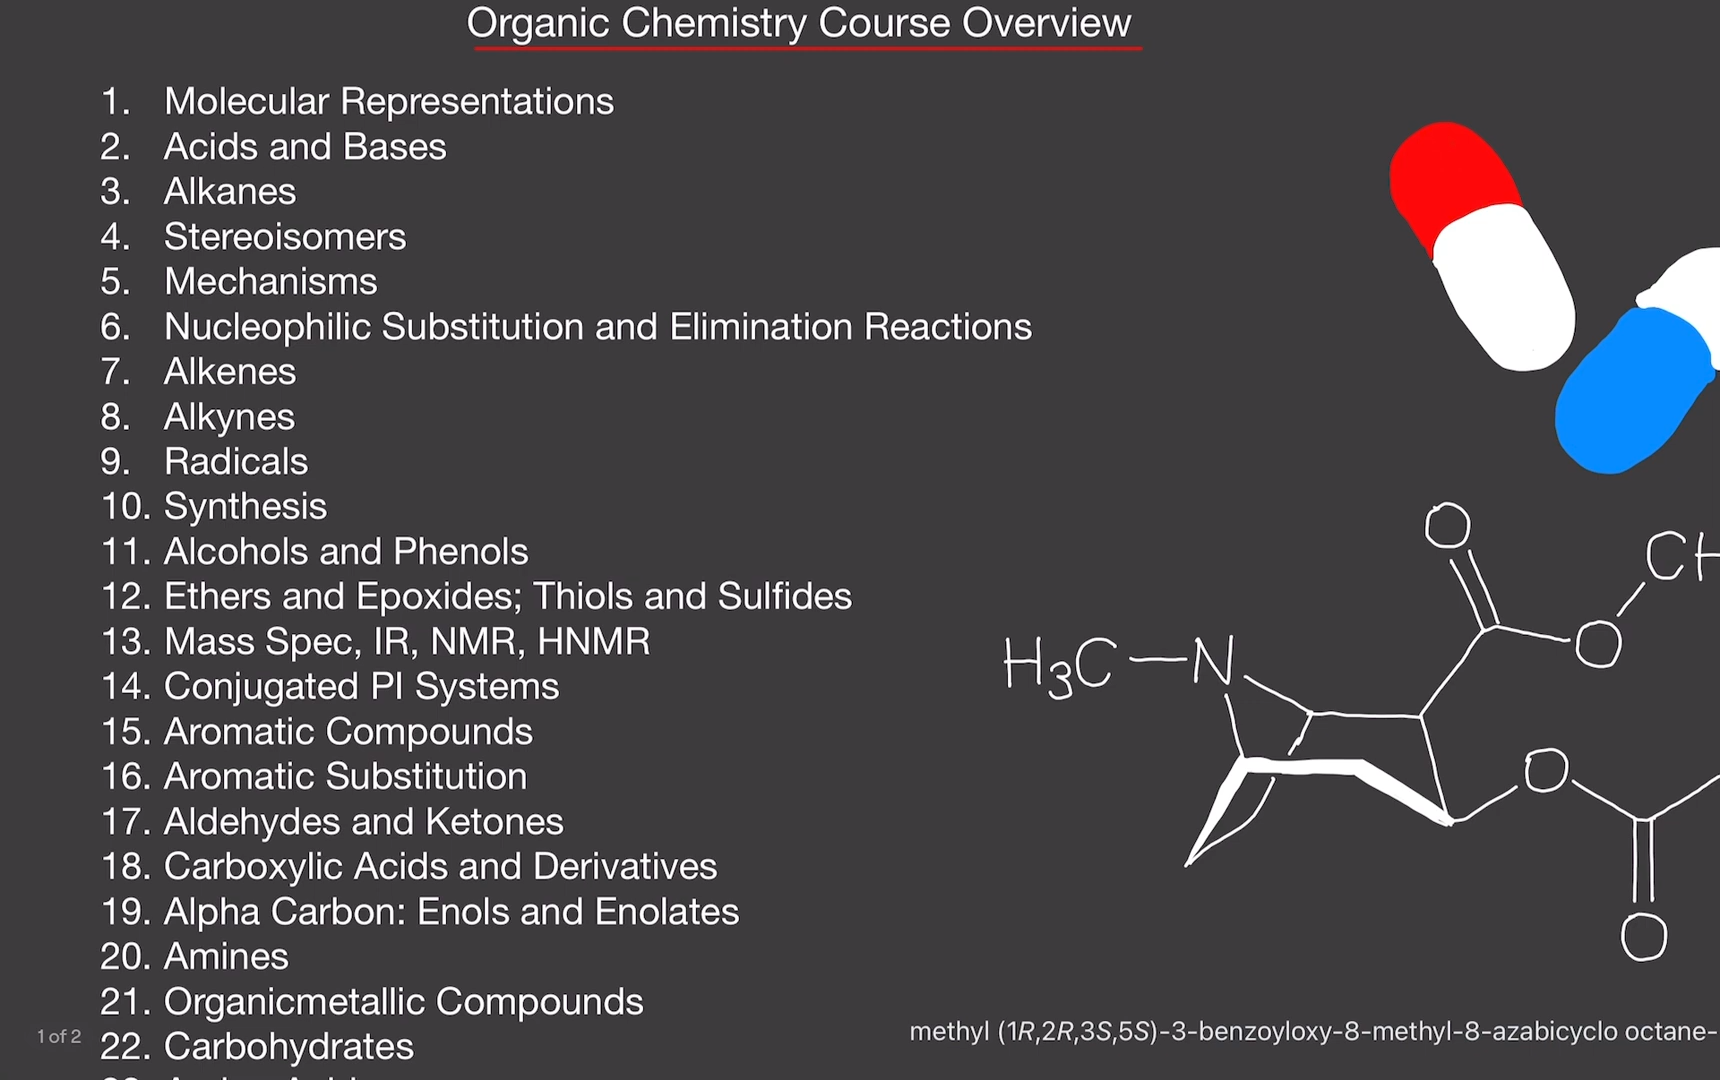 Organic Chemistry Course Overview
1. Molecular Representations
2. Acids and Bases
3. Alkanes
4. Stereoisomers
5. Mechanisms
6. Nucleophilic Substitution and Elimination Reactions
7. Alkenes
8. Alkynes
9. Radicals
10. Synthesis
11. Alcohols and Phenols
12. Ethers and Epoxides; Thiols and Sulfides
13. Mass Spec, IR, NMR, HNMR
14. Conjugated PI Systems
15. Aromatic Compounds
16. Aromatic Substitution
17. Aldehydes and Ketones
18. Carboxylic Acids and Derivatives
19. Alpha Carbon: Enols and Enolates
20. Amines
21. Organicmetallic Compounds
22. Carbohydrates
1 of 2
O
CH
O
H3C-N
O
O
methyl (1R,2R,3S,5S)-3-benzoyloxy-8-methyl-8-azabicyclo octane-